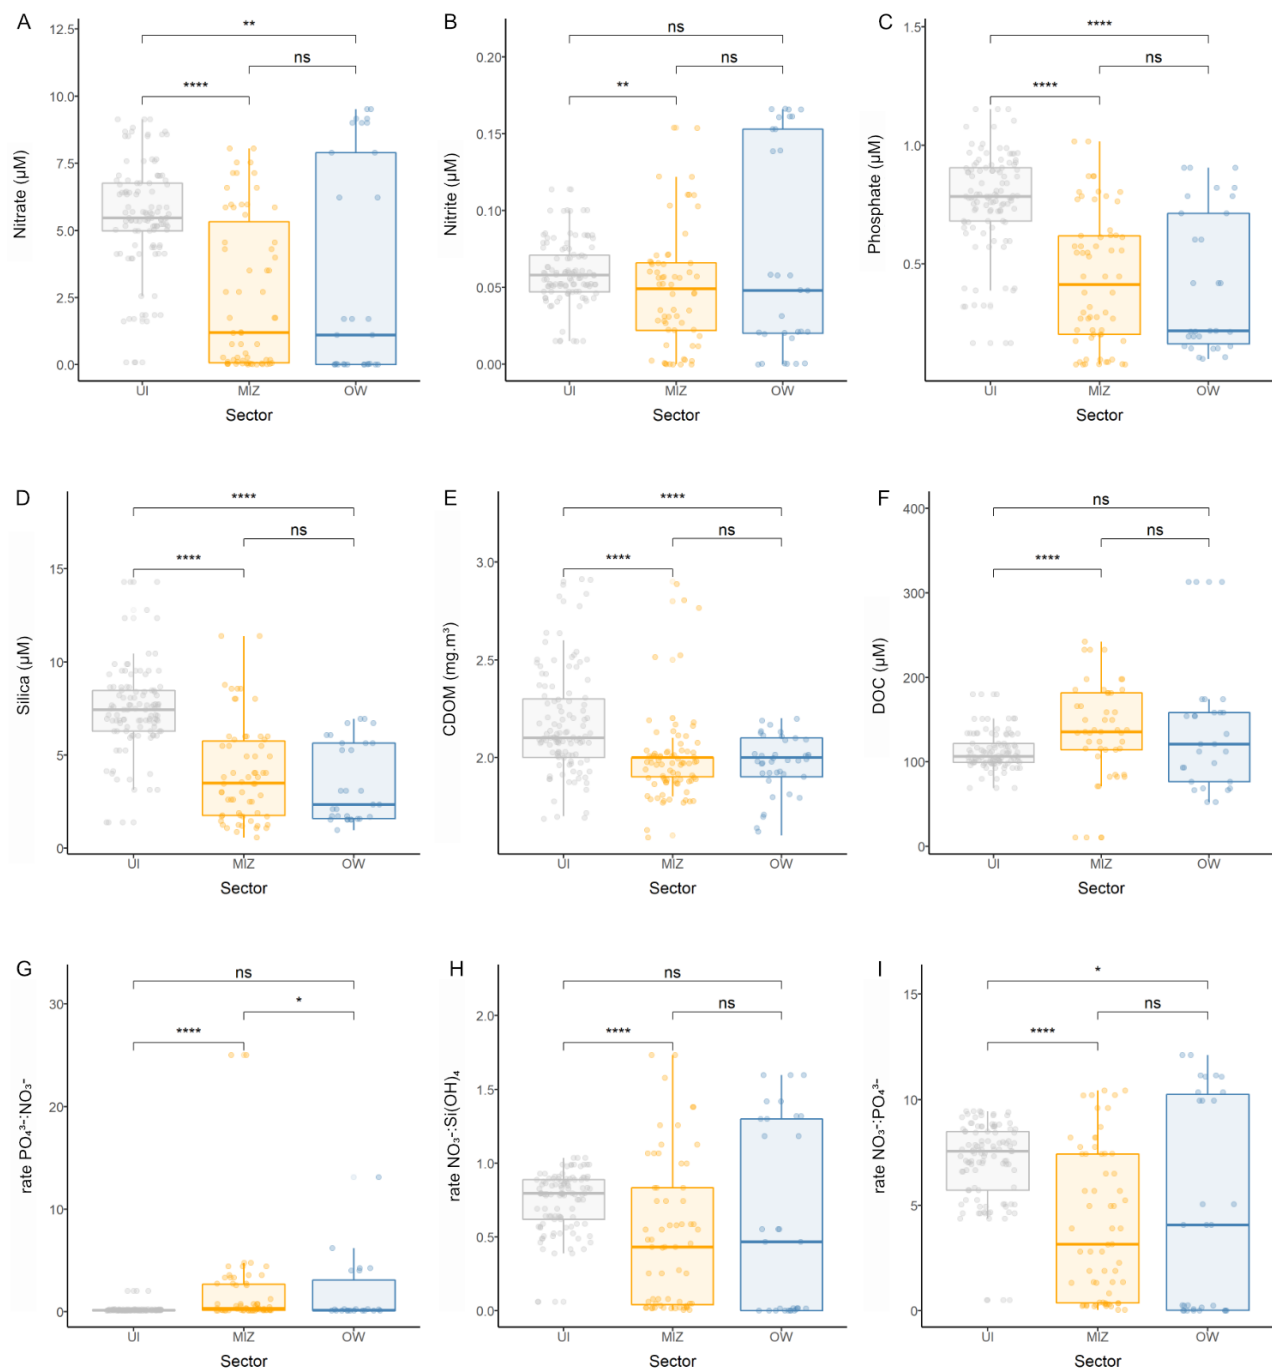 A
Nitrate (µM)
12.5
10.0
7.5
5.0
2.5
0.0
**
ns
****
UI
MIZ
OW
Sector
B
Nitrite (µM)
0.20
0.15
0.10
0.05
0.00
ns
ns
**
UI
MIZ
OW
Sector
C
Phosphate (µM)
1.5
1.0
0.5
****
ns
****
UI
MIZ
OW
Sector
D
Silica (µM)
15
10
5
0
****
ns
****
UI
MIZ
OW
Sector
E
CDOM (mg.m³)
3.0
2.5
2.0
****
ns
****
UI
MIZ
OW
Sector
F
DOC (µM)
400
300
200
100
0
ns
ns
****
UI
MIZ
OW
Sector
G
rate PO₄³⁻:NO₃⁻
30
20
10
0
ns
*
****
UI
MIZ
OW
Sector
H
rate NO₃⁻:Si(OH)₄
2.0
1.5
1.0
0.5
0.0
ns
ns
****
UI
MIZ
OW
Sector
I
rate NO₃⁻:PO₄³⁻
15
10
5
0
*
ns
****
UI
MIZ
OW
Sector